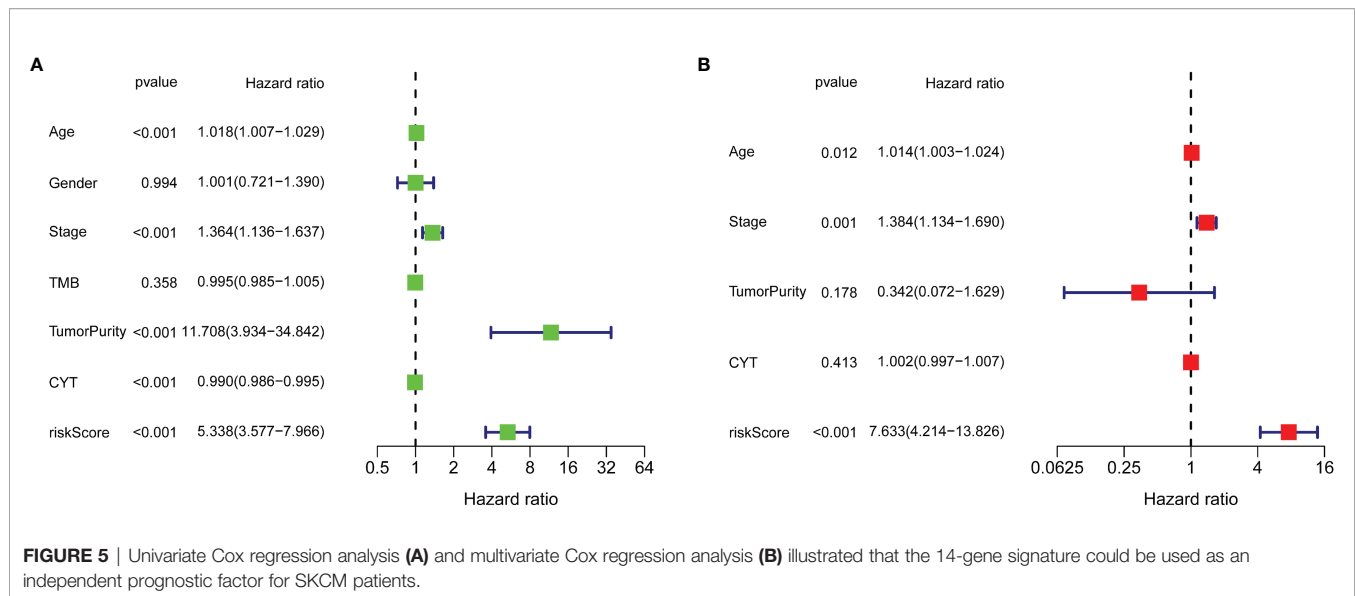 A
pvalue Hazard ratio
Age <0.001 1.018(1.007−1.029)
Gender 0.994 1.001(0.721−1.390)
Stage <0.001 1.364(1.136−1.637)
TMB 0.358 0.995(0.985−1.005)
TumorPurity <0.001 11.708(3.934−34.842)
CYT <0.001 0.990(0.986−0.995)
riskScore <0.001 5.338(3.577−7.966)
0.5 1 2 4 8 16 32 64
Hazard ratio
B
pvalue Hazard ratio
Age 0.012 1.014(1.003−1.024)
Stage 0.001 1.384(1.134−1.690)
TumorPurity 0.178 0.342(0.072−1.629)
CYT 0.413 1.002(0.997−1.007)
riskScore <0.001 7.633(4.214−13.826)
0.0625 0.25 1 4 16
Hazard ratio
FIGURE 5 | Univariate Cox regression analysis (A) and multivariate Cox regression analysis (B) illustrated that the 14-gene signature could be used as an
independent prognostic factor for SKCM patients.